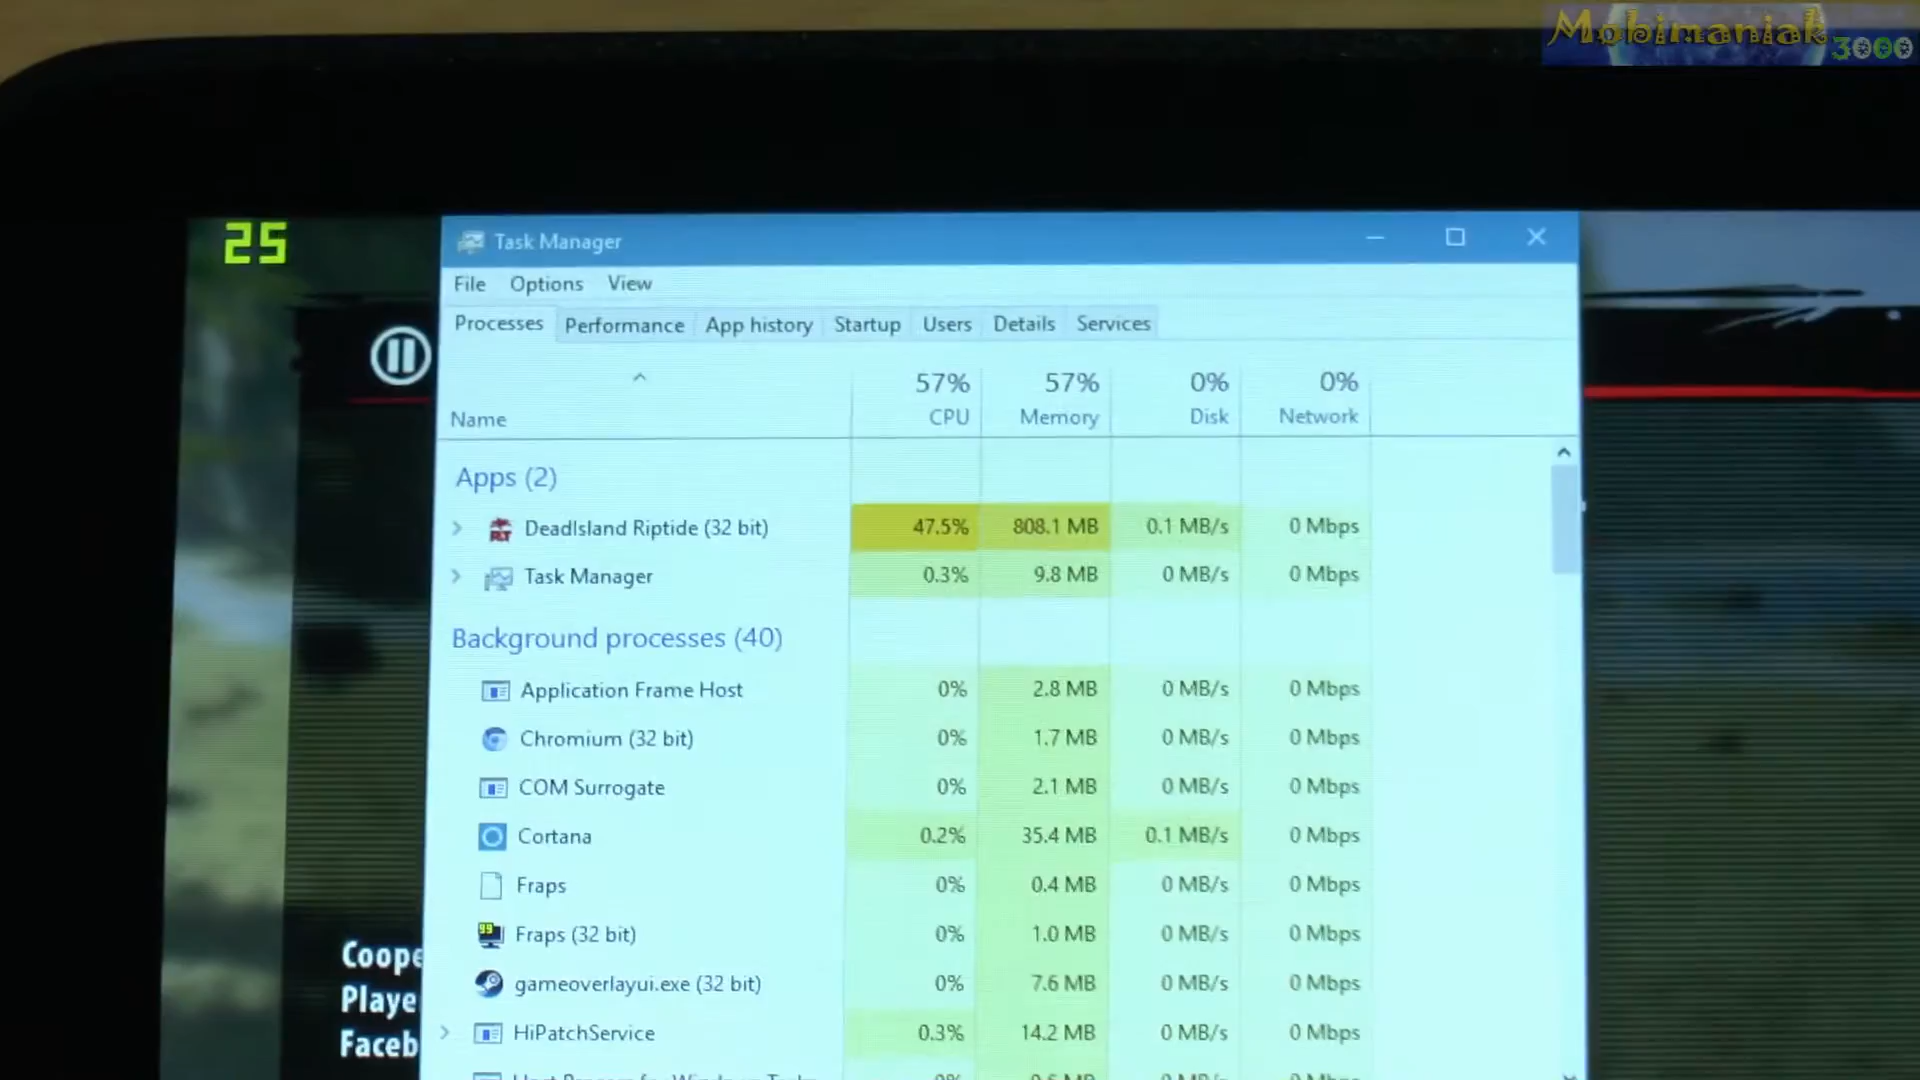 Mobimaniak
3000
25
Task Manager
File Options View
Processes Performance App history Startup Users Details Services
57% 57% 0% 0%
Name CPU Memory Disk Network
Apps (2)
DeadIsland Riptide (32 bit) 47.5% 808.1 MB 0.1 MB/s 0 Mbps
Task Manager 0.3% 9.8 MB 0 MB/s 0 Mbps
Background processes (40)
Application Frame Host 0% 2.8 MB 0 MB/s 0 Mbps
Chromium (32 bit) 0% 1.7 MB 0 MB/s 0 Mbps
COM Surrogate 0% 2.1 MB 0 MB/s 0 Mbps
Cortana 0.2% 35.4 MB 0.1 MB/s 0 Mbps
Fraps 0% 0.4 MB 0 MB/s 0 Mbps
99 Fraps (32 bit) 0% 1.0 MB 0 MB/s 0 Mbps
Coope
gameoverlayui.exe (32 bit) 0% 7.6 MB 0 MB/s 0 Mbps
Playe
HiPatchService 0.3% 14.2 MB 0 MB/s 0 Mbps
Faceb